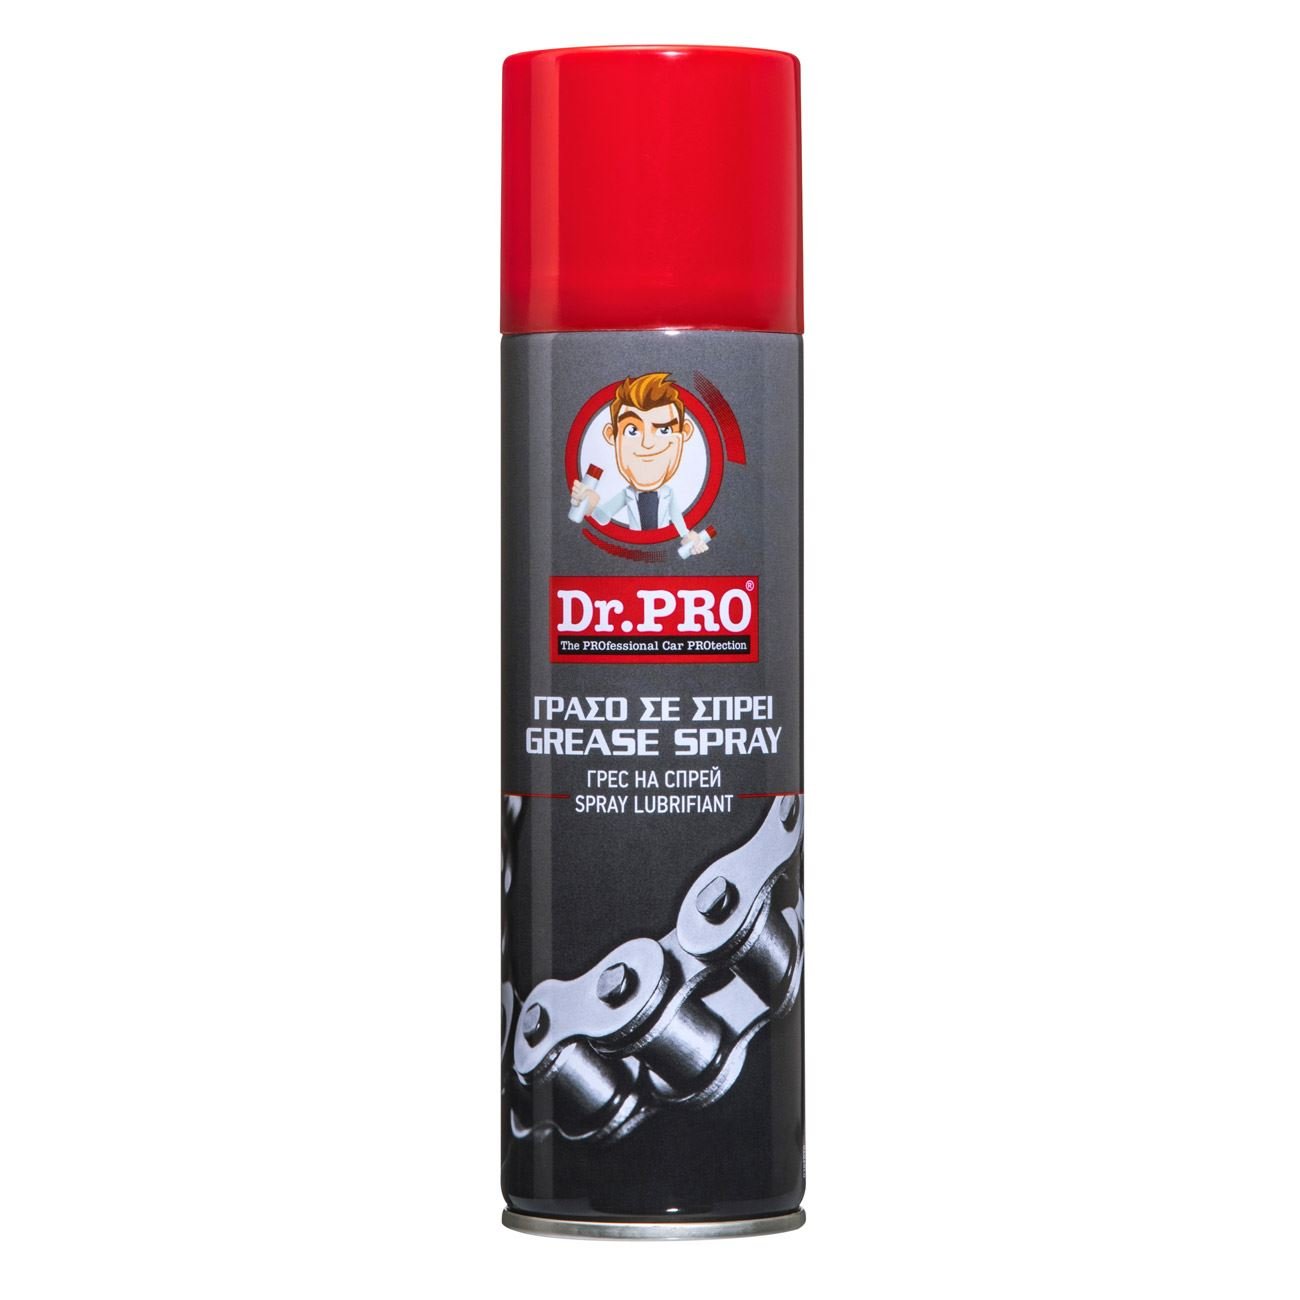 Dr.PRO®
The PROfessional Car PROtection
ΓΡΑΣΟ ΣΕ ΣΠΡΕΙ
GREASE SPRAY
ГРЕС НА СПРЕЙ
SPRAY LUBRIFIANT